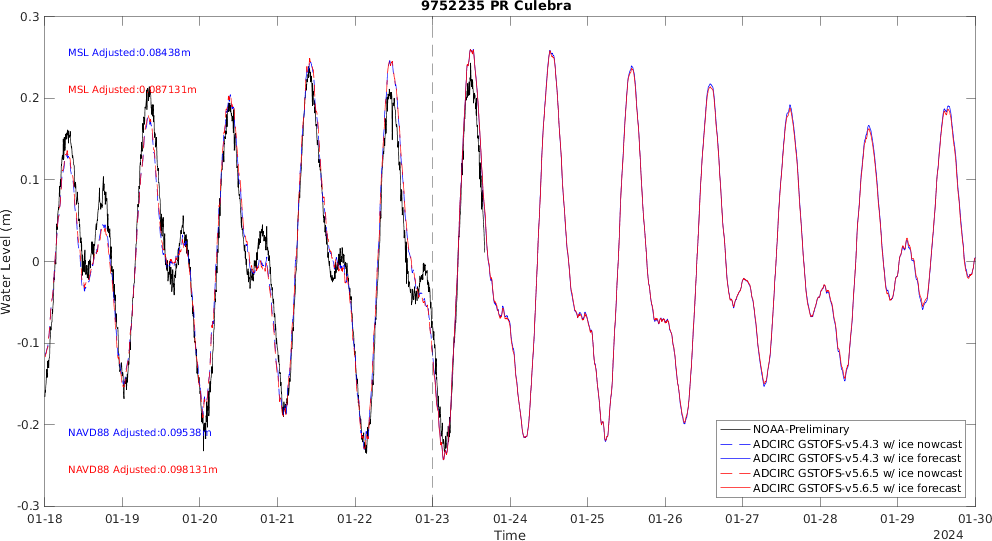 9752235 PR Culebra
0.3
MSL Adjusted:0.08438m
MSL Adjusted:0.087131m
0.2
0.1
0
Water Level (m)
-0.1
-0.2
NAVD88 Adjusted:0.09538m
NAVD88 Adjusted:0.098131m
-0.3
NOAA-Preliminary
ADCIRC GSTOFS-v5.4.3 w/ ice nowcast
ADCIRC GSTOFS-v5.4.3 w/ ice forecast
ADCIRC GSTOFS-v5.6.5 w/ ice nowcast
ADCIRC GSTOFS-v5.6.5 w/ ice forecast
01-18 01-19 01-20 01-21 01-22 01-23 01-24 01-25 01-26 01-27 01-28 01-29 01-30
Time
2024